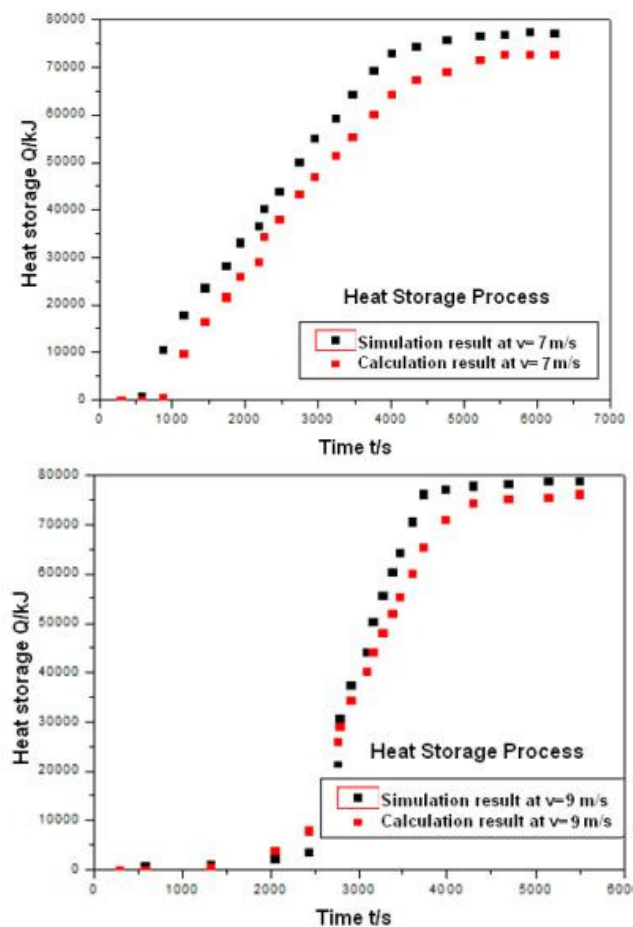 80000
70000
60000
50000
40000
30000
20000
10000
0
Heat storage Q/kJ
Heat Storage Process
Simulation result at v= 7 m/s
Calculation result at v= 7 m/s
0 1000 2000 3000 4000 5000 6000 7000
Time t/s
80000
70000
60000
50000
40000
30000
20000
10000
0
Heat storage Q/kJ
Heat Storage Process
Simulation result at v=9 m/s
Calculation result at v=9 m/s
0 1000 2000 3000 4000 5000 6000
Time t/s